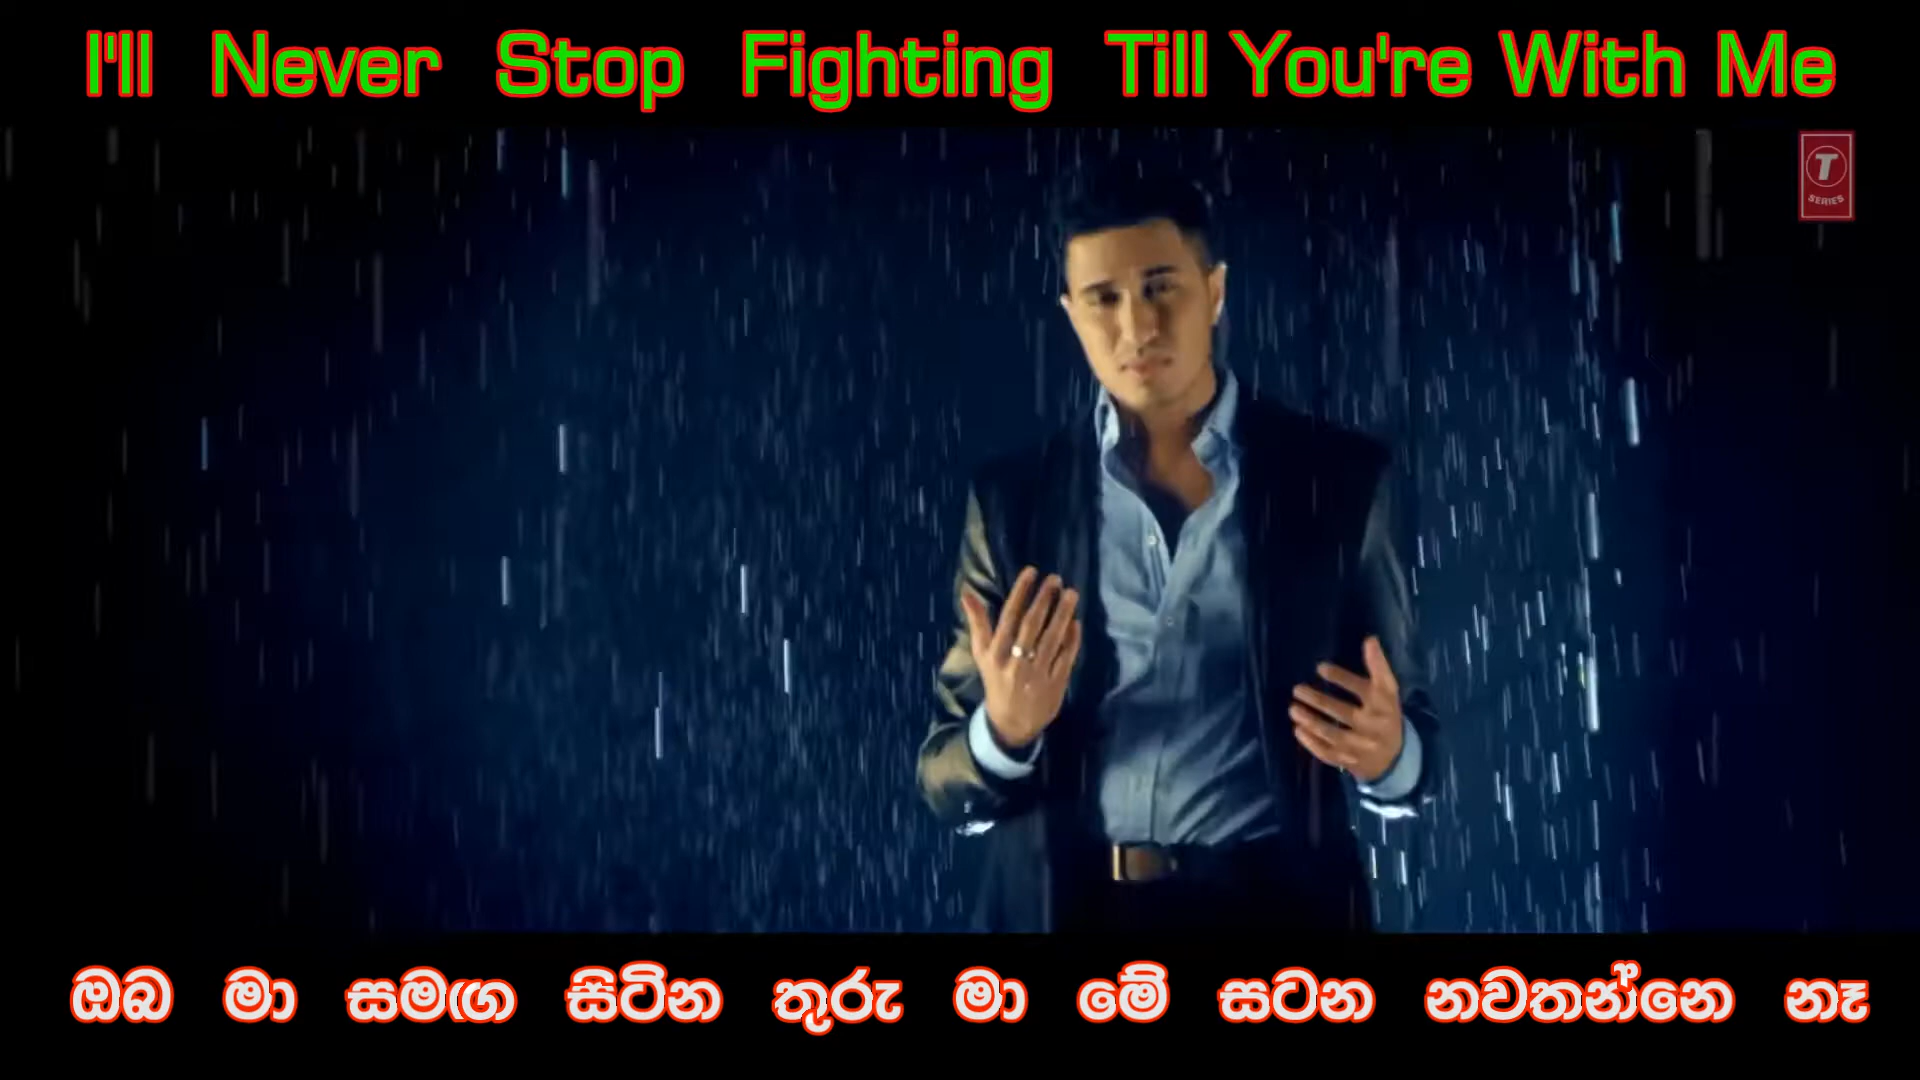 I'll Never Stop Fighting Till You're With Me
T
SERIES
ඔබ මා සමඟ සිටින තුරු මා මේ සටන නවතන්නෙ නෑ